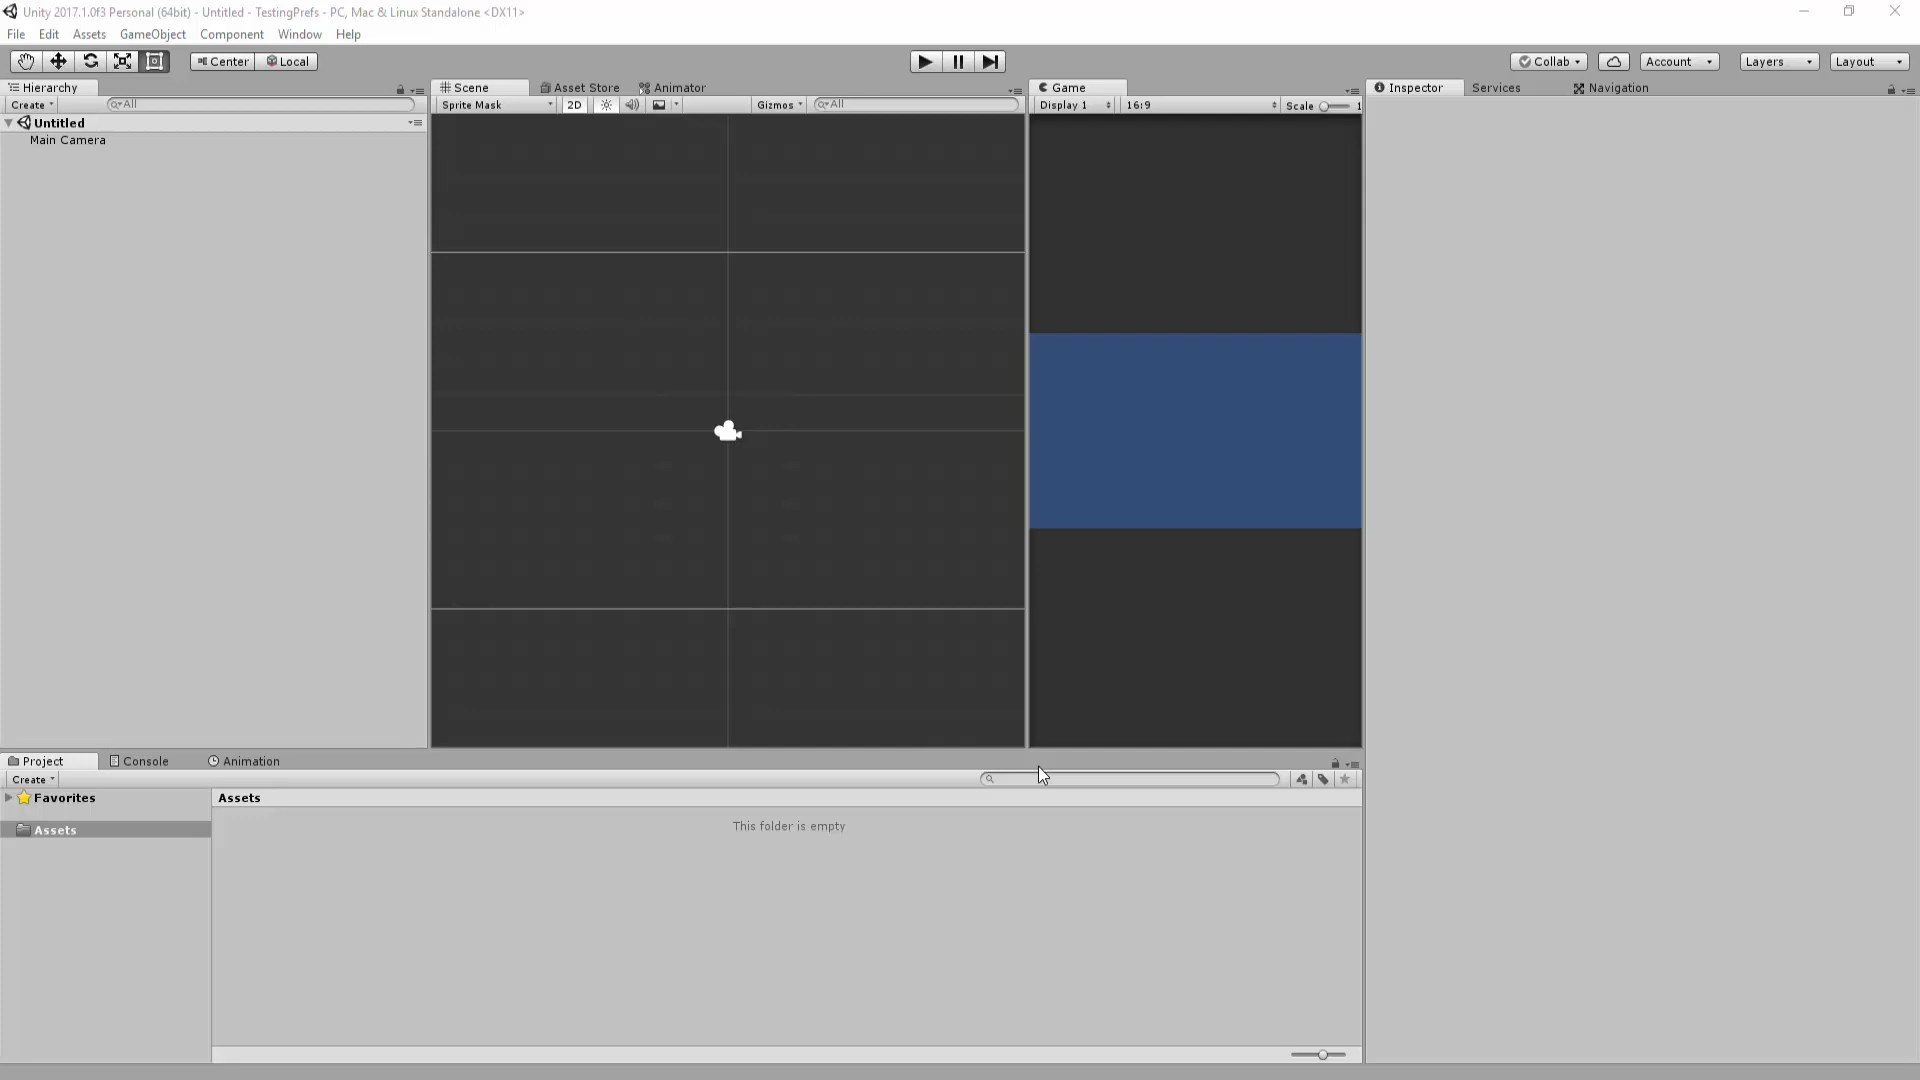 Unity 2017.1.0f3 Personal (64bit) - Untitled - TestingPrefs - PC, Mac & Linux Standalone <DX11>
File Edit Assets GameObject Component Window Help
Center Local Collab Account Layers Layout
Hierarchy Scene Asset Store Animator Game Inspector Services Navigation
Create All Sprite Mask 2D Gizmos All Display 1 16:9 Scale 1
Untitled
Main Camera
Project Console Animation
Create
Favorites Assets
This folder is empty
Assets